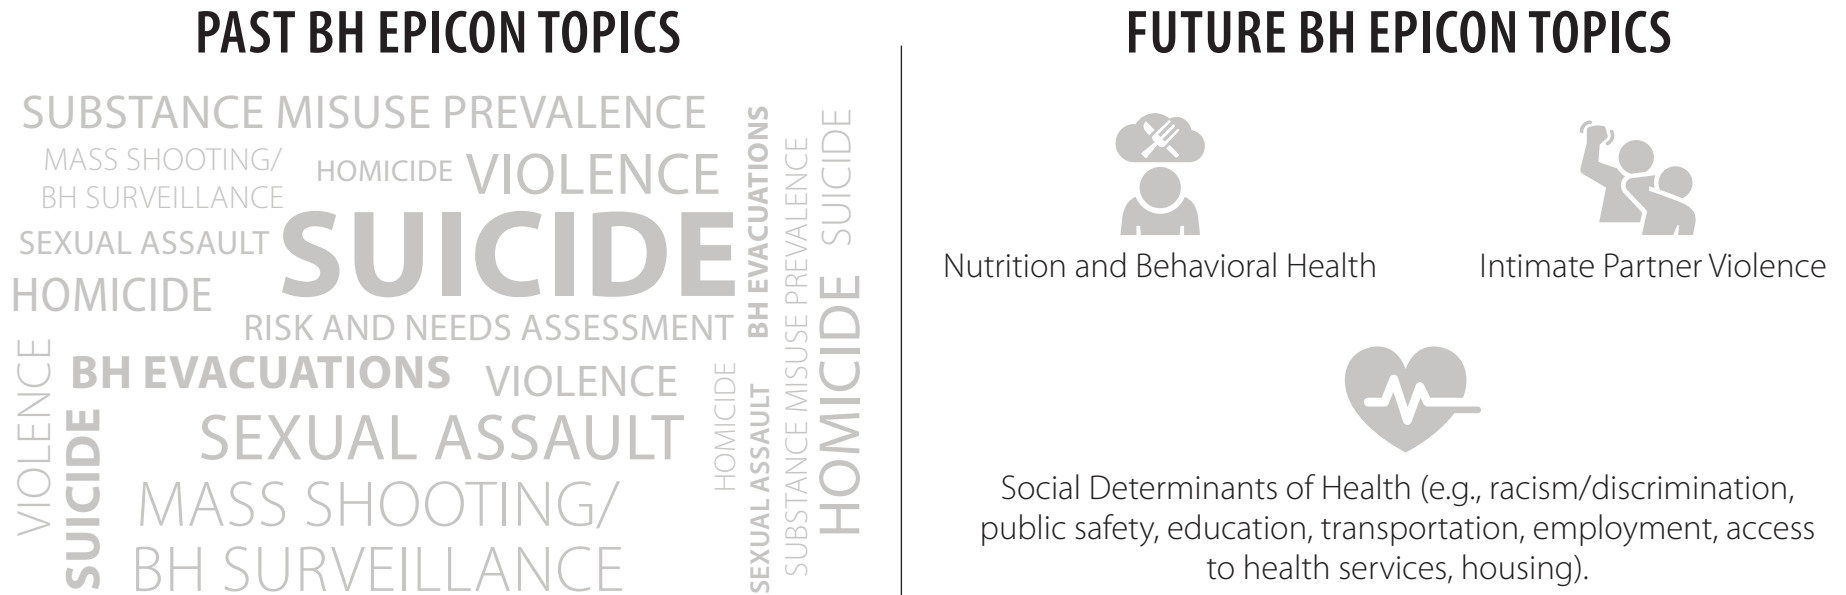 PAST BH EPICON TOPICS
SUBSTANCE MISUSE PREVALENCE
MASS SHOOTING/
BH SURVEILLANCE
HOMICIDE
VIOLENCE
SEXUAL ASSAULT
SUICIDE
HOMICIDE
RISK AND NEEDS ASSESSMENT
VIOLENCE
SUICIDE
BH EVACUATIONS
VIOLENCE
SEXUAL ASSAULT
MASS SHOOTING/
BH SURVEILLANCE
HOMICIDE
BH EVACUATIONS
SEXUAL ASSAULT
SUBSTANCE MISUSE PREVALENCE
SUICIDE
HOMICIDE
FUTURE BH EPICON TOPICS
Nutrition and Behavioral Health
Intimate Partner Violence
Social Determinants of Health (e.g., racism/discrimination,
public safety, education, transportation, employment, access
to health services, housing).